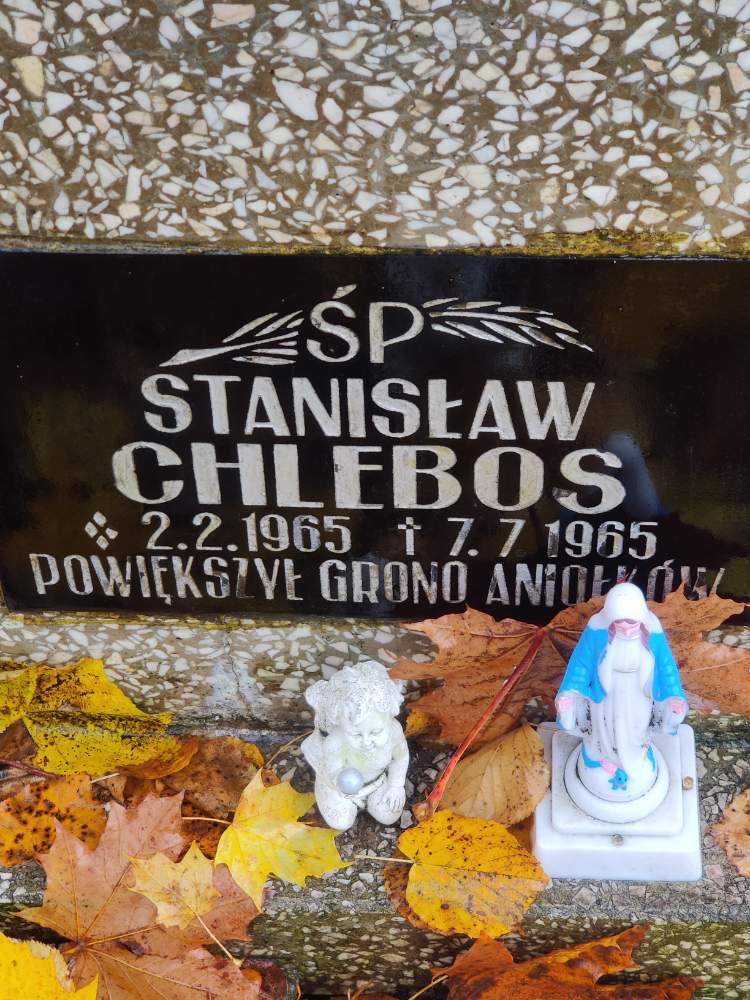 ŚP
STANISŁAW
CHLEBOS
2.2.1965 † 7.7.1965
POWIĘKSZYŁ GRONO ANIOŁKÓW